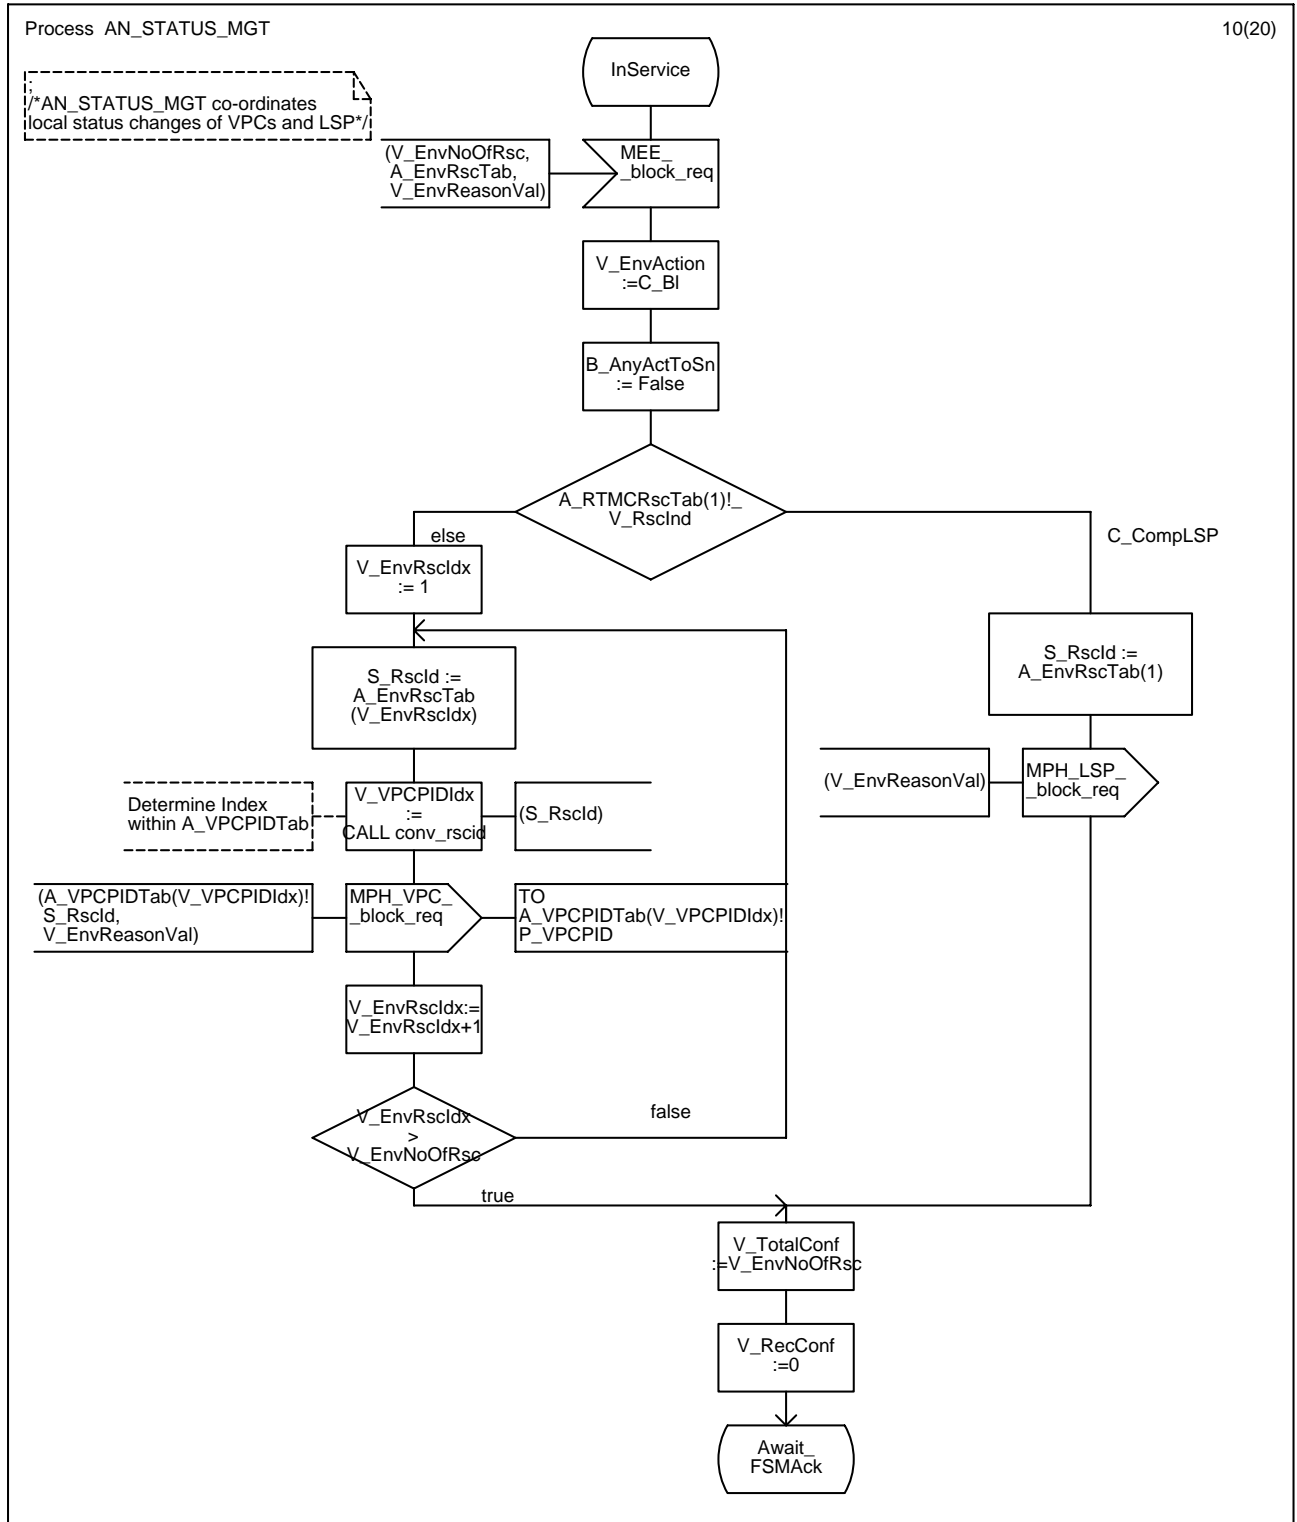 Process AN_STATUS_MGT
10(20)
InService
;
/*AN_STATUS_MGT co-ordinates
local status changes of VPCs and LSP*/
(V_EnvNoOfRsc,
A_EnvRscTab,
V_EnvReasonVal)
MEE_
_block_req
V_EnvAction
:=C_Bl
B_AnyActToSn
:= False
A_RTMCRscTab(1)!_
V_RscInd
else
C_CompLSP
V_EnvRscIdx
:= 1
S_RscId :=
A_EnvRscTab
(V_EnvRscIdx)
S_RscId :=
A_EnvRscTab(1)
Determine Index
within A_VPCPIDTab
V_VPCPIDIdx
:=
CALL conv_rscid
(S_RscId)
(V_EnvReasonVal)
MPH_LSP_
_block_req
(A_VPCPIDTab(V_VPCPIDIdx)!
S_RscId,
V_EnvReasonVal)
MPH_VPC_
_block_req
TO
A_VPCPIDTab(V_VPCPIDIdx)!
P_VPCPID
V_EnvRscIdx:=
V_EnvRscIdx+1
V_EnvRscIdx
>
V_EnvNoOfRsc
false
true
V_TotalConf
:=V_EnvNoOfRsc
V_RecConf
:=0
Await_
FSMAck